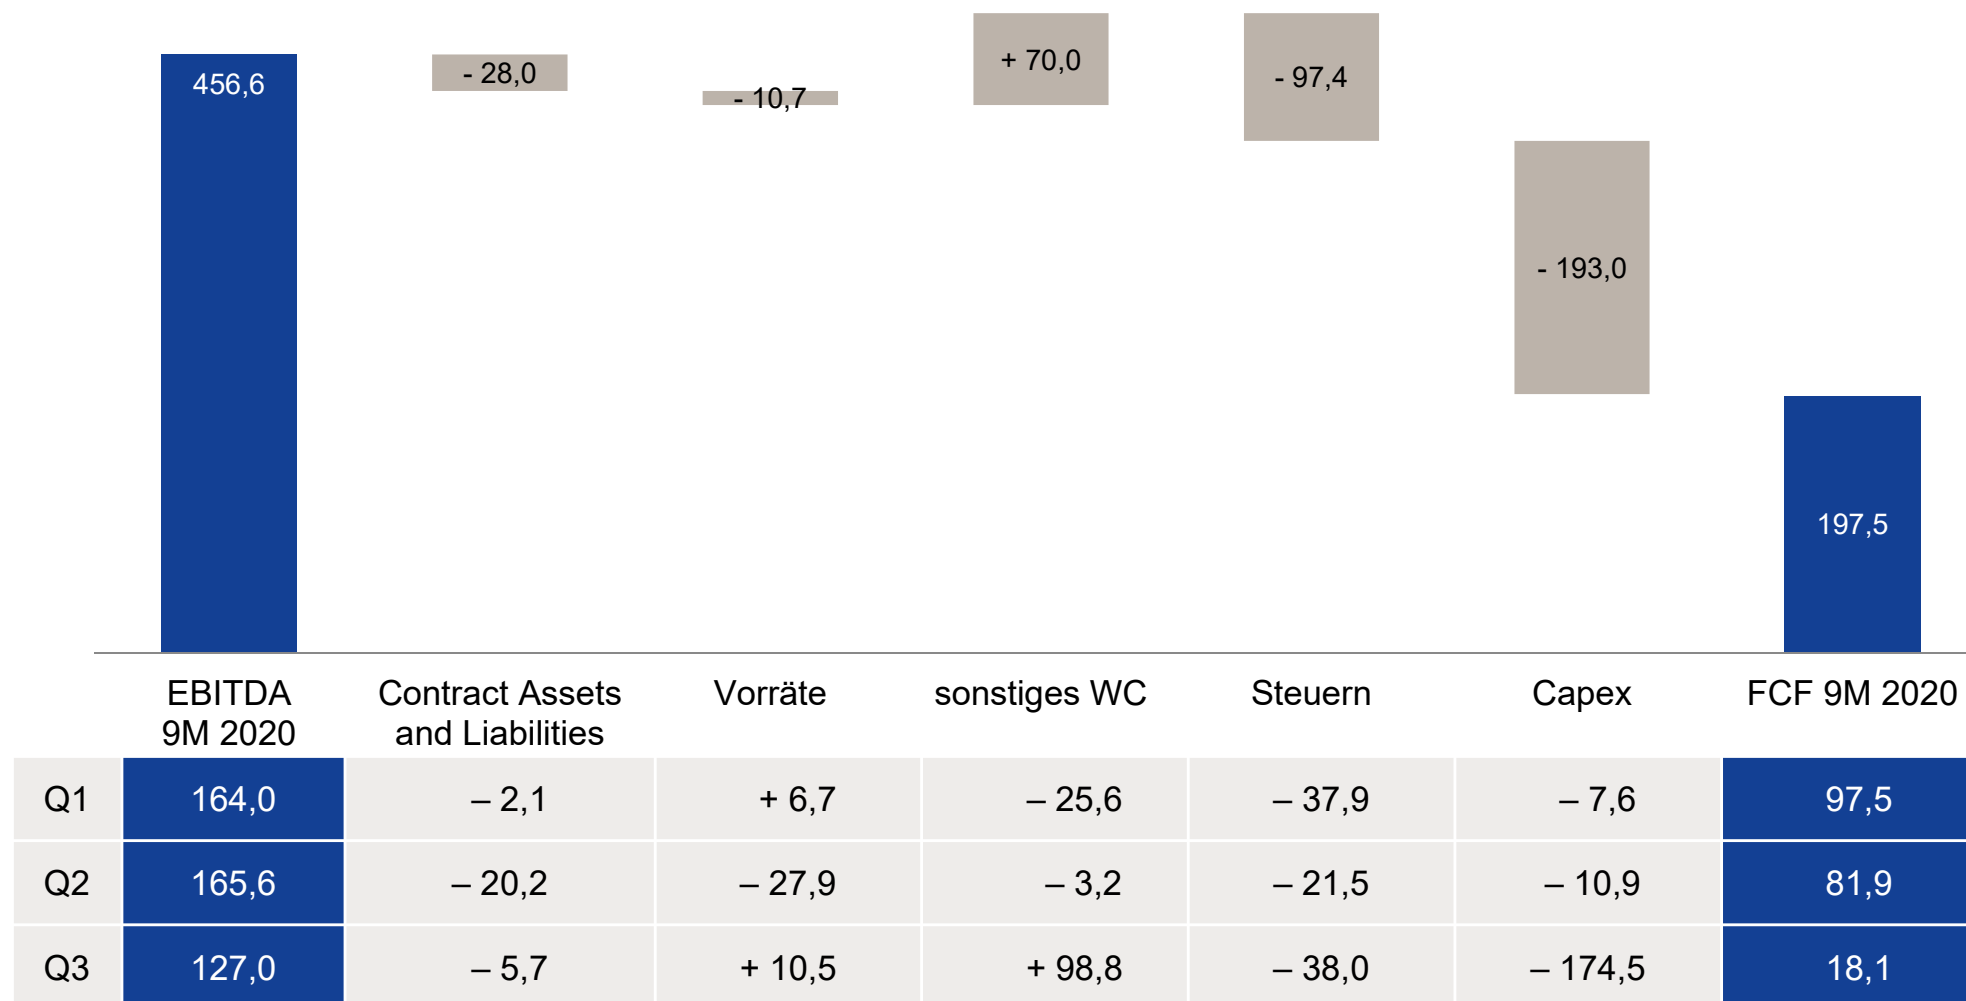 456,6
- 28,0
- 10,7
+ 70,0
- 97,4
- 193,0
197,5
EBITDA
9M 2020
Contract Assets
and Liabilities
Vorräte
sonstiges WC
Steuern
Capex
FCF 9M 2020
Q1 164,0 – 2,1 + 6,7 – 25,6 – 37,9 – 7,6 97,5
Q2 165,6 – 20,2 – 27,9 – 3,2 – 21,5 – 10,9 81,9
Q3 127,0 – 5,7 + 10,5 + 98,8 – 38,0 – 174,5 18,1